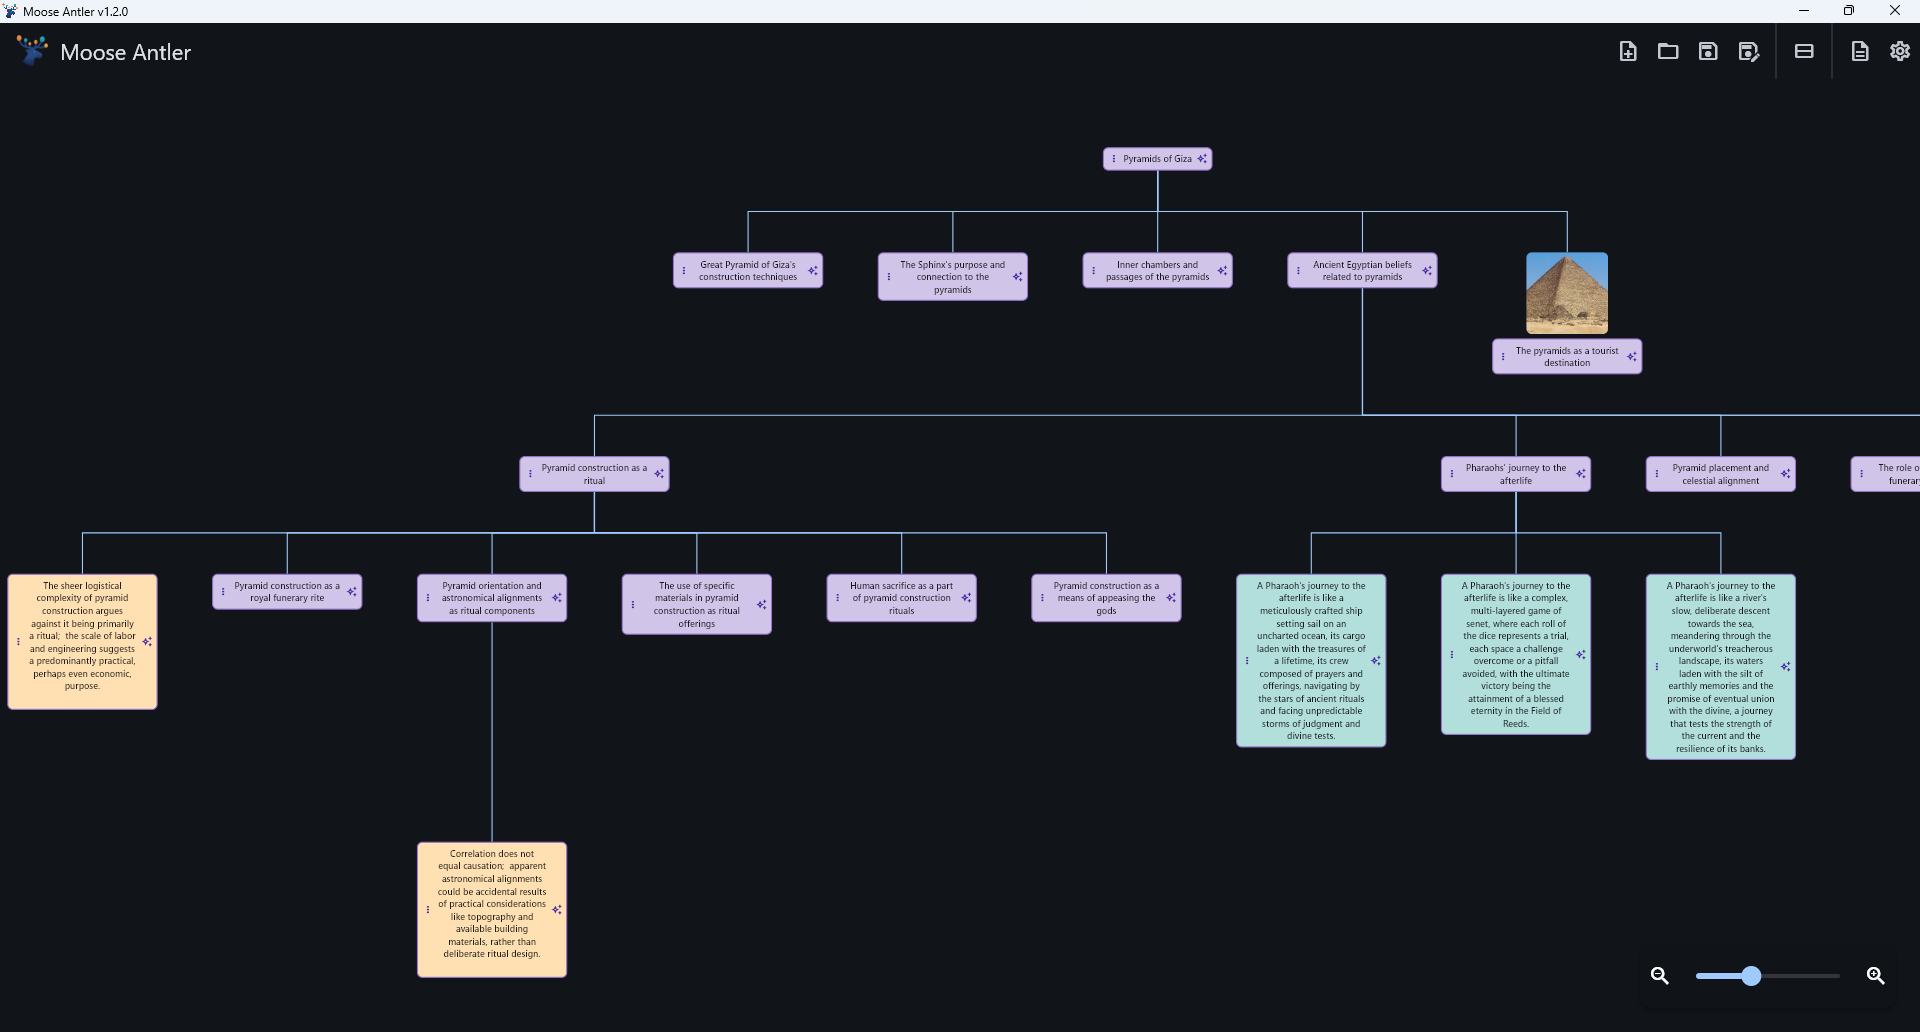 Moose Antler v1.2.0
Moose Antler
Pyramids of Giza
Great Pyramid of Giza's
construction techniques
The Sphinx's purpose and
connection to the
pyramids
Inner chambers and
passages of the pyramids
Ancient Egyptian beliefs
related to pyramids
The pyramids as a tourist
destination
Pyramid construction as a
ritual
Pharaohs' journey to the
afterlife
Pyramid placement and
celestial alignment
The role o
funerar
The sheer logistical
complexity of pyramid
construction argues
against it being primarily
a ritual;  the scale of labor
and engineering suggests
a predominantly practical,
perhaps even economic,
purpose.
Pyramid construction as a
royal funerary rite
Pyramid orientation and
astronomical alignments
as ritual components
The use of specific
materials in pyramid
construction as ritual
offerings
Human sacrifice as a part
of pyramid construction
rituals
Pyramid construction as a
means of appeasing the
gods
A Pharaoh's journey to the
afterlife is like a
meticulously crafted ship
setting sail on an
uncharted ocean, its cargo
laden with the treasures of
a lifetime, its crew
composed of prayers and
offerings, navigating by
the stars of ancient rituals
and facing unpredictable
storms of judgment and
divine tests.
A Pharaoh's journey to the
afterlife is like a complex,
multi-layered game of
senet, where each roll of
the dice represents a trial,
each space a challenge
overcome or a pitfall
avoided, with the ultimate
victory being the
attainment of a blessed
eternity in the Field of
Reeds.
A Pharaoh's journey to the
afterlife is like a river's
slow, deliberate descent
towards the sea,
meandering through the
underworld's treacherous
landscape, its waters
laden with the silt of
earthly memories and the
promise of eventual union
with the divine, a journey
that tests the strength of
the current and the
resilience of its banks.
Correlation does not
equal causation;  apparent
astronomical alignments
could be accidental results
of practical considerations
like topography and
available building
materials, rather than
deliberate ritual design.